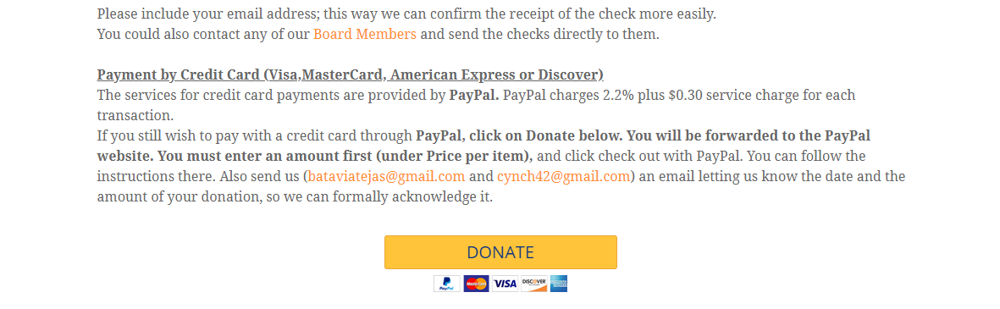 Please include your email address; this way we can confirm the receipt of the check more easily.
You could also contact any of our Board Members and send the checks directly to them.
Payment by Credit Card (Visa,MasterCard, American Express or Discover)
The services for credit card payments are provided by PayPal. PayPal charges 2.2% plus $0.30 service charge for each
transaction.
If you still wish to pay with a credit card through PayPal, click on Donate below. You will be forwarded to the PayPal
website. You must enter an amount first (under Price per item), and click check out with PayPal. You can follow the
instructions there. Also send us (bataviatejas@gmail.com and cynch42@gmail.com) an email letting us know the date and the
amount of your donation, so we can formally acknowledge it.
DONATE
PayPal MasterCard VISA DISCOVER